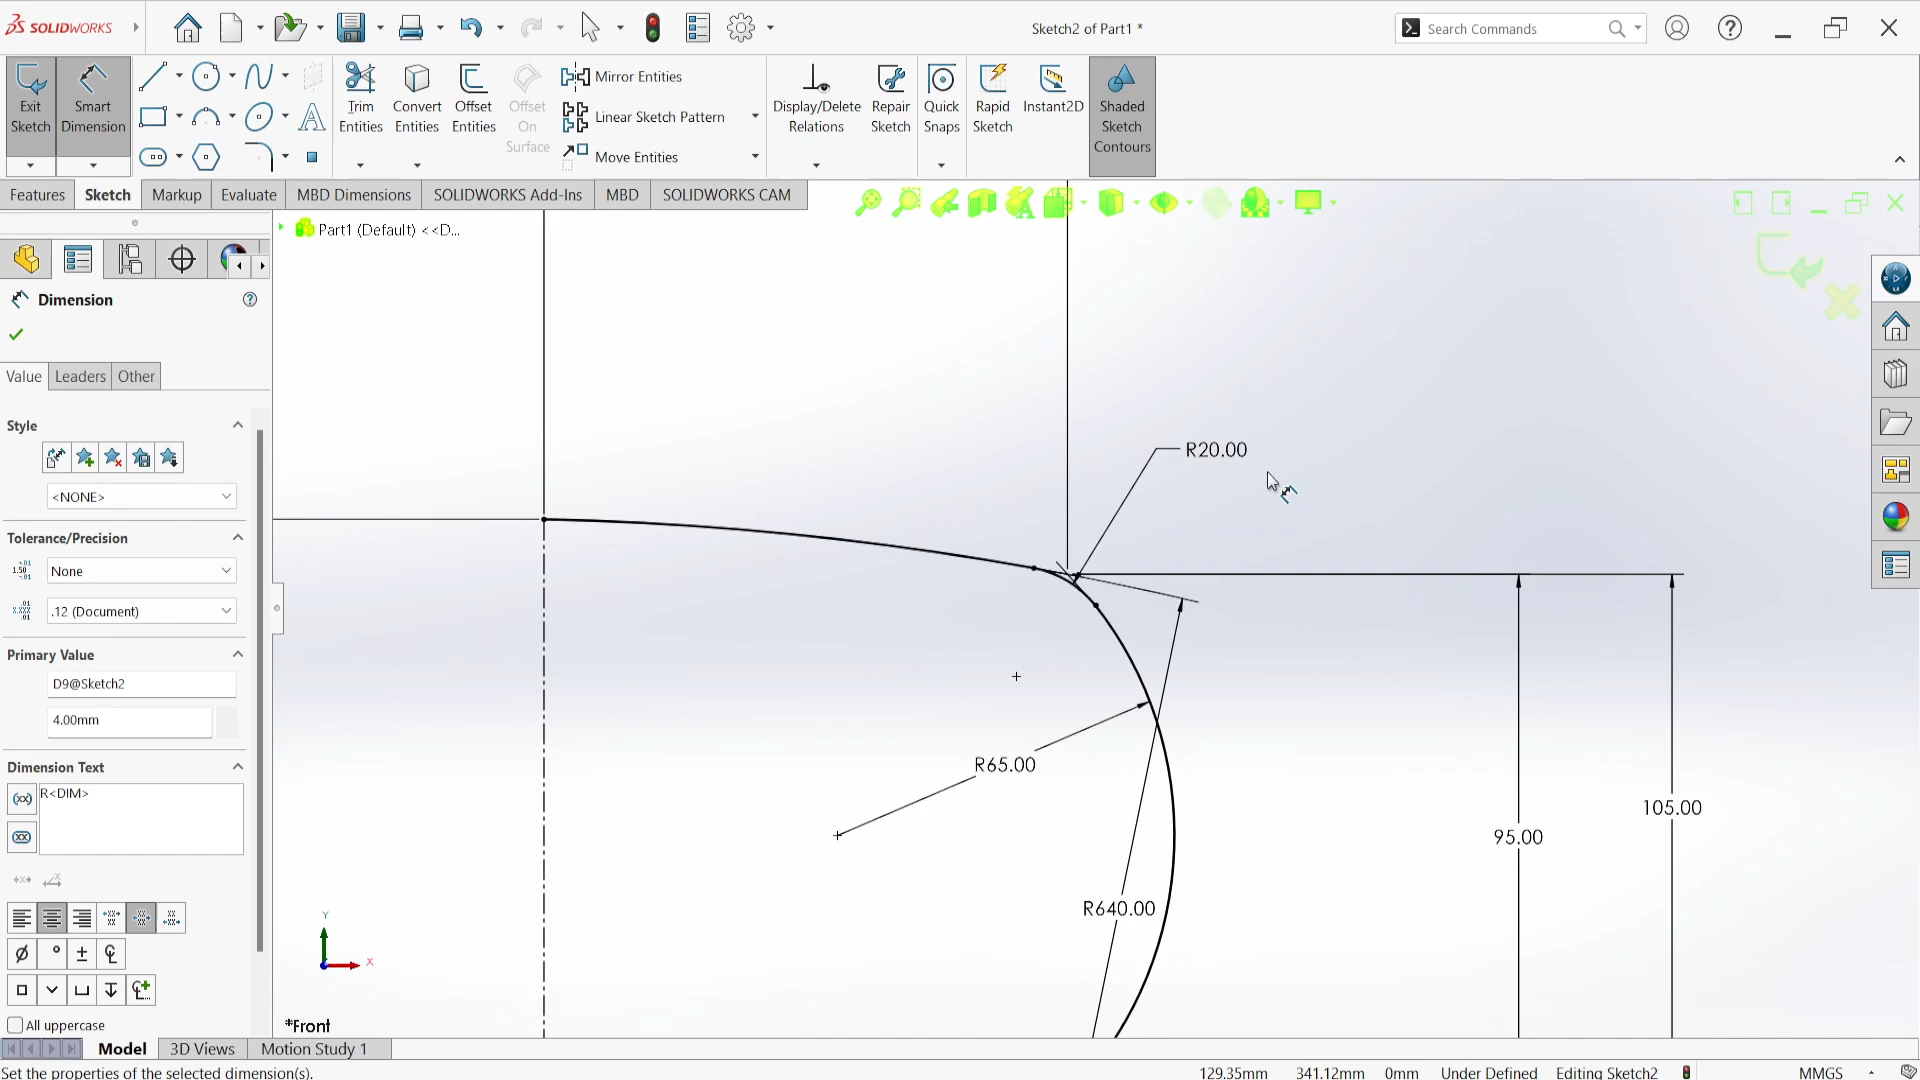 SOLIDWORKS
Sketch2 of Part1 *
Search Commands
Exit Sketch
Smart Dimension
Trim Entities
Convert Entities
Offset Entities
Offset On Surface
Mirror Entities
Linear Sketch Pattern
Move Entities
Display/Delete Relations
Repair Sketch
Quick Snaps
Rapid Sketch
Instant2D
Shaded Sketch Contours
Features
Sketch
Markup
Evaluate
MBD Dimensions
SOLIDWORKS Add-Ins
MBD
SOLIDWORKS CAM
Part1 (Default) <<D...
Dimension
Value
Leaders
Other
Style
<NONE>
Tolerance/Precision
None
.12 (Document)
Primary Value
D9@Sketch2
4.00mm
Dimension Text
R<DIM>
All uppercase
R20.00
R65.00
R640.00
95.00
105.00
Y
X
*Front
Model
3D Views
Motion Study 1
Set the properties of the selected dimension(s).
129.35mm
341.12mm
0mm
Under Defined
Editing Sketch2
MMGS